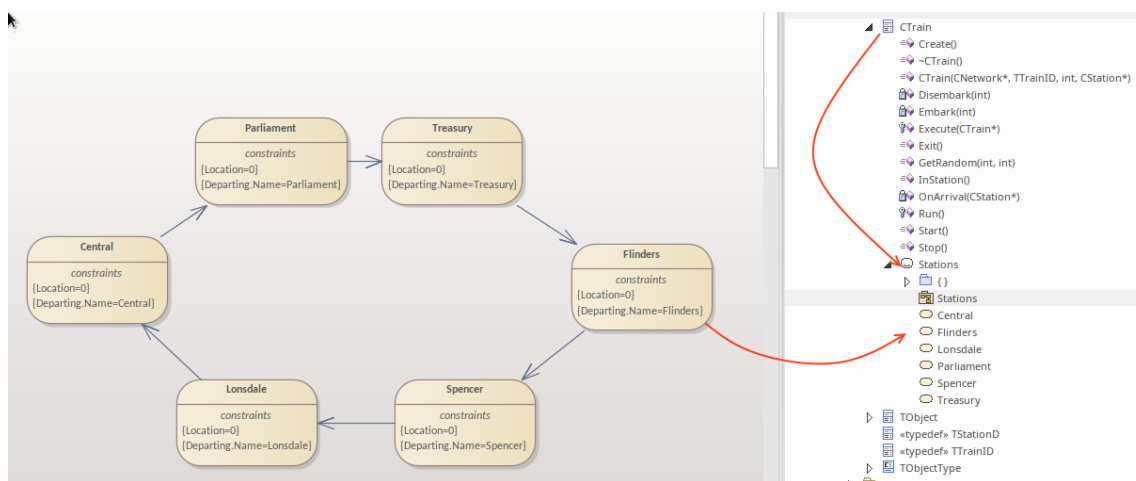 Parliament
constraints
{Location=0}
{Departing.Name=Parliament}
Treasury
constraints
{Location=0}
{Departing.Name=Treasury}
Central
constraints
{Location=0}
{Departing.Name=Central}
Flinders
constraints
{Location=0}
{Departing.Name=Flinders}
Lonsdale
constraints
{Location=0}
{Departing.Name=Lonsdale}
Spencer
constraints
{Location=0}
{Departing.Name=Spencer}
CTrain
Create()
~CTrain()
CTrain(CNetwork*, TTrainID, int, CStation*)
Disembark(int)
Embark(int)
Execute(CTrain*)
Exit()
GetRandom(int, int)
InStation()
OnArrival(CStation*)
Run()
Start()
Stop()
Stations
{ }
Stations
Central
Flinders
Lonsdale
Parliament
Spencer
Treasury
TObject
«typedef» TStationD
«typedef» TTrainID
TObjectType